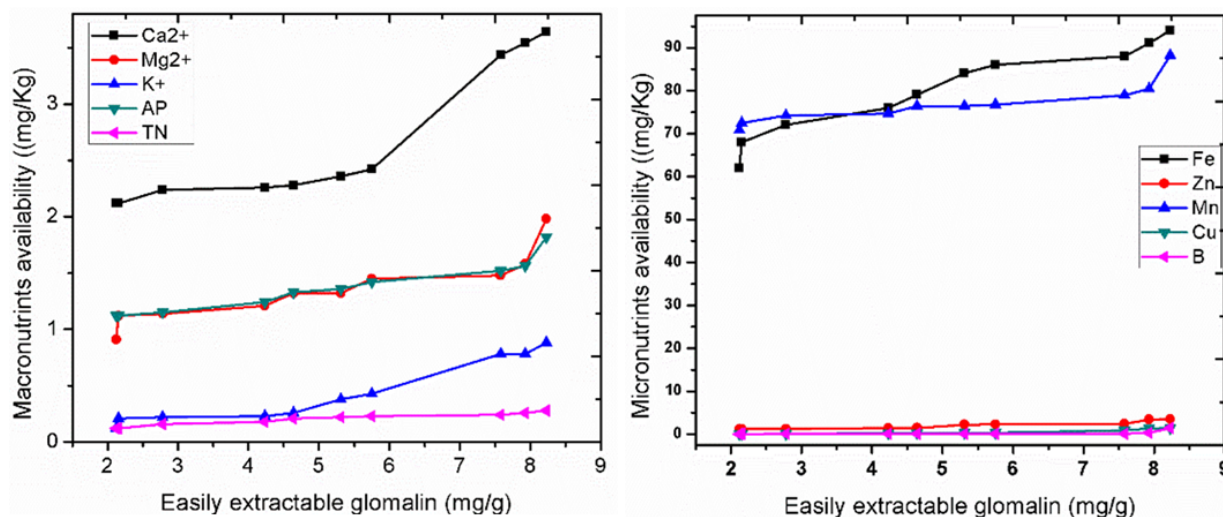 Macronutrints availability ((mg/Kg)
Ca2+
Mg2+
K+
AP
TN
3
2
1
0
2 3 4 5 6 7 8 9
Easily extractable glomalin (mg/g)
Micronutrints availability ((mg/Kg)
90
80
70
60
50
40
30
20
10
0
Fe
Zn
Mn
Cu
B
2 3 4 5 6 7 8 9
Easily extractable glomalin (mg/g)